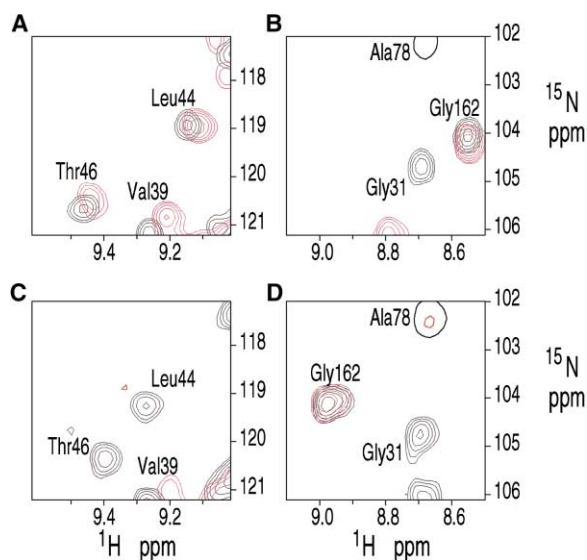 A
B
118
119
120
121
Leu44
Thr46
Val39
9.4
9.2
102
103
104
105
106
15N
ppm
Ala78
Gly162
Gly31
9.0
8.8
8.6
C
D
118
119
120
121
Leu44
Thr46
Val39
9.4
9.2
1H ppm
102
103
104
105
106
15N
ppm
Ala78
Gly162
Gly31
9.0
8.8
8.6
1H ppm